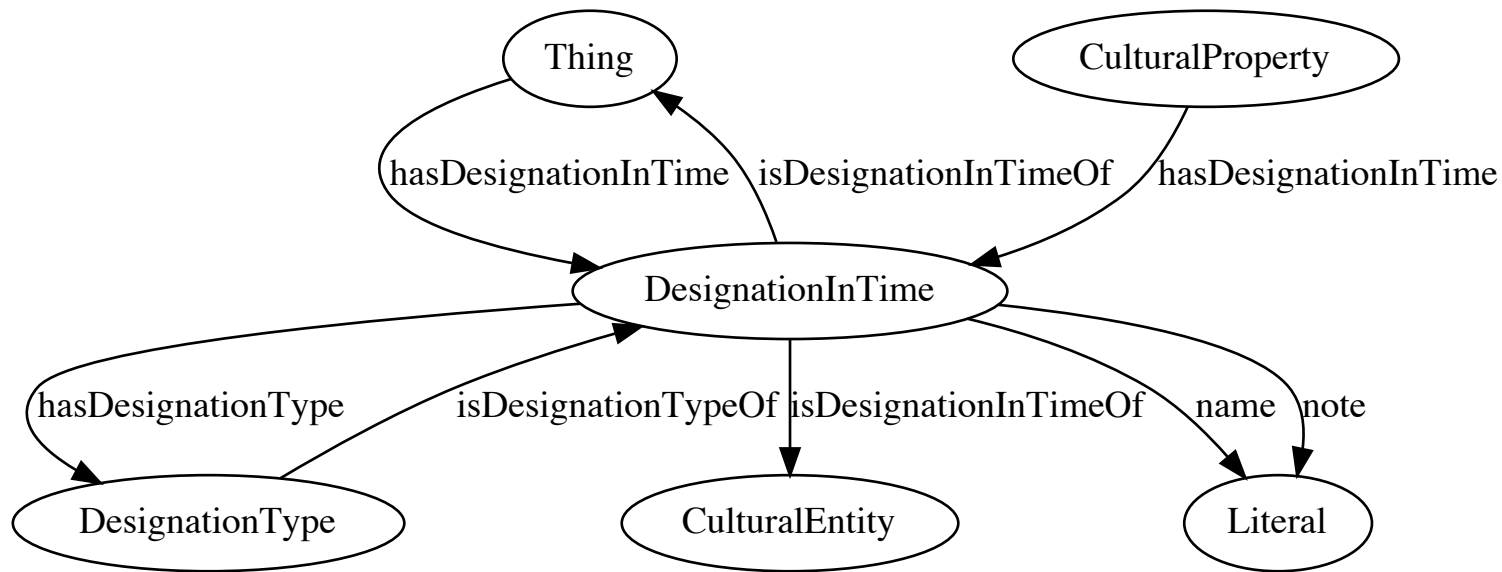 Thing
CulturalProperty
hasDesignationInTime
isDesignationInTimeOf
hasDesignationInTime
DesignationInTime
hasDesignationType
isDesignationTypeOf
isDesignationInTimeOf
name
note
DesignationType
CulturalEntity
Literal